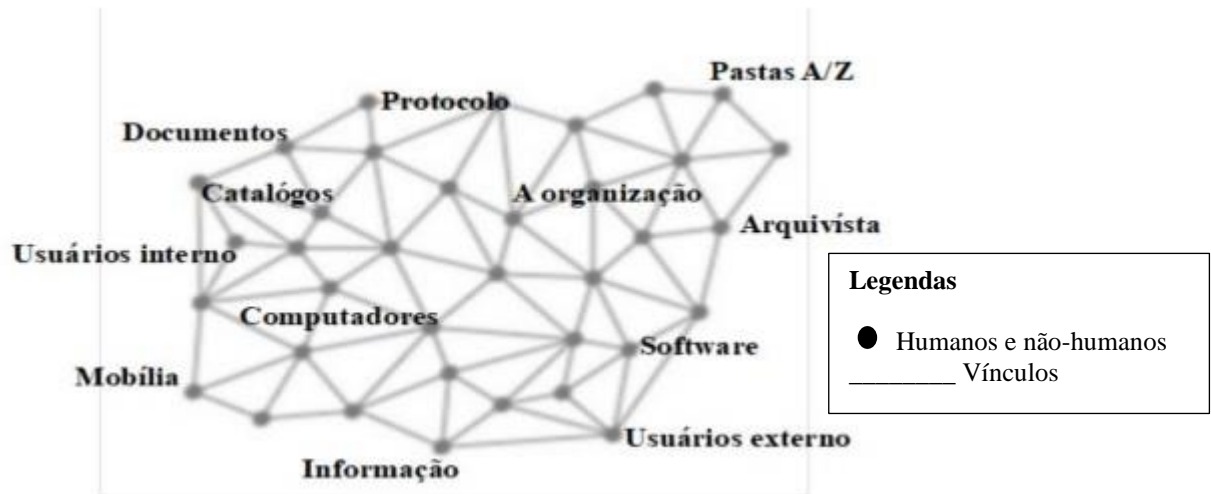 Pastas A/Z
Protocolo
Documentos
Catalógos
A organização
Arquivísta
Usuários interno
Computadores
Software
Mobília
Usuários externo
Informação
Legendas
Humanos e não-humanos
________ Vínculos